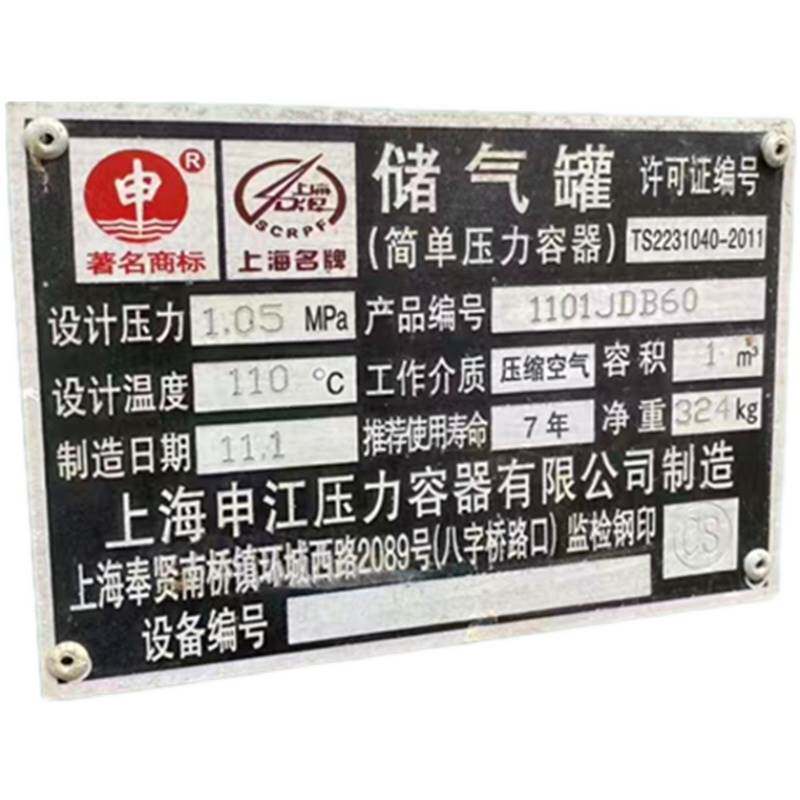 申 ®
著名商标
上海名牌
SCRPF
上海名牌
储气罐 许可证编号
(简单压力容器) TS2231040-2011
设计压力 1.05 MPa 产品编号 1101JDB60
设计温度 110 °C 工作介质 压缩空气 容积 1 m³
制造日期 11.1 推荐使用寿命 7年 净重 324kg
上海申江压力容器有限公司制造
上海奉贤南桥镇环城西路2089号(八字桥路口) 监检钢印 CS
设备编号